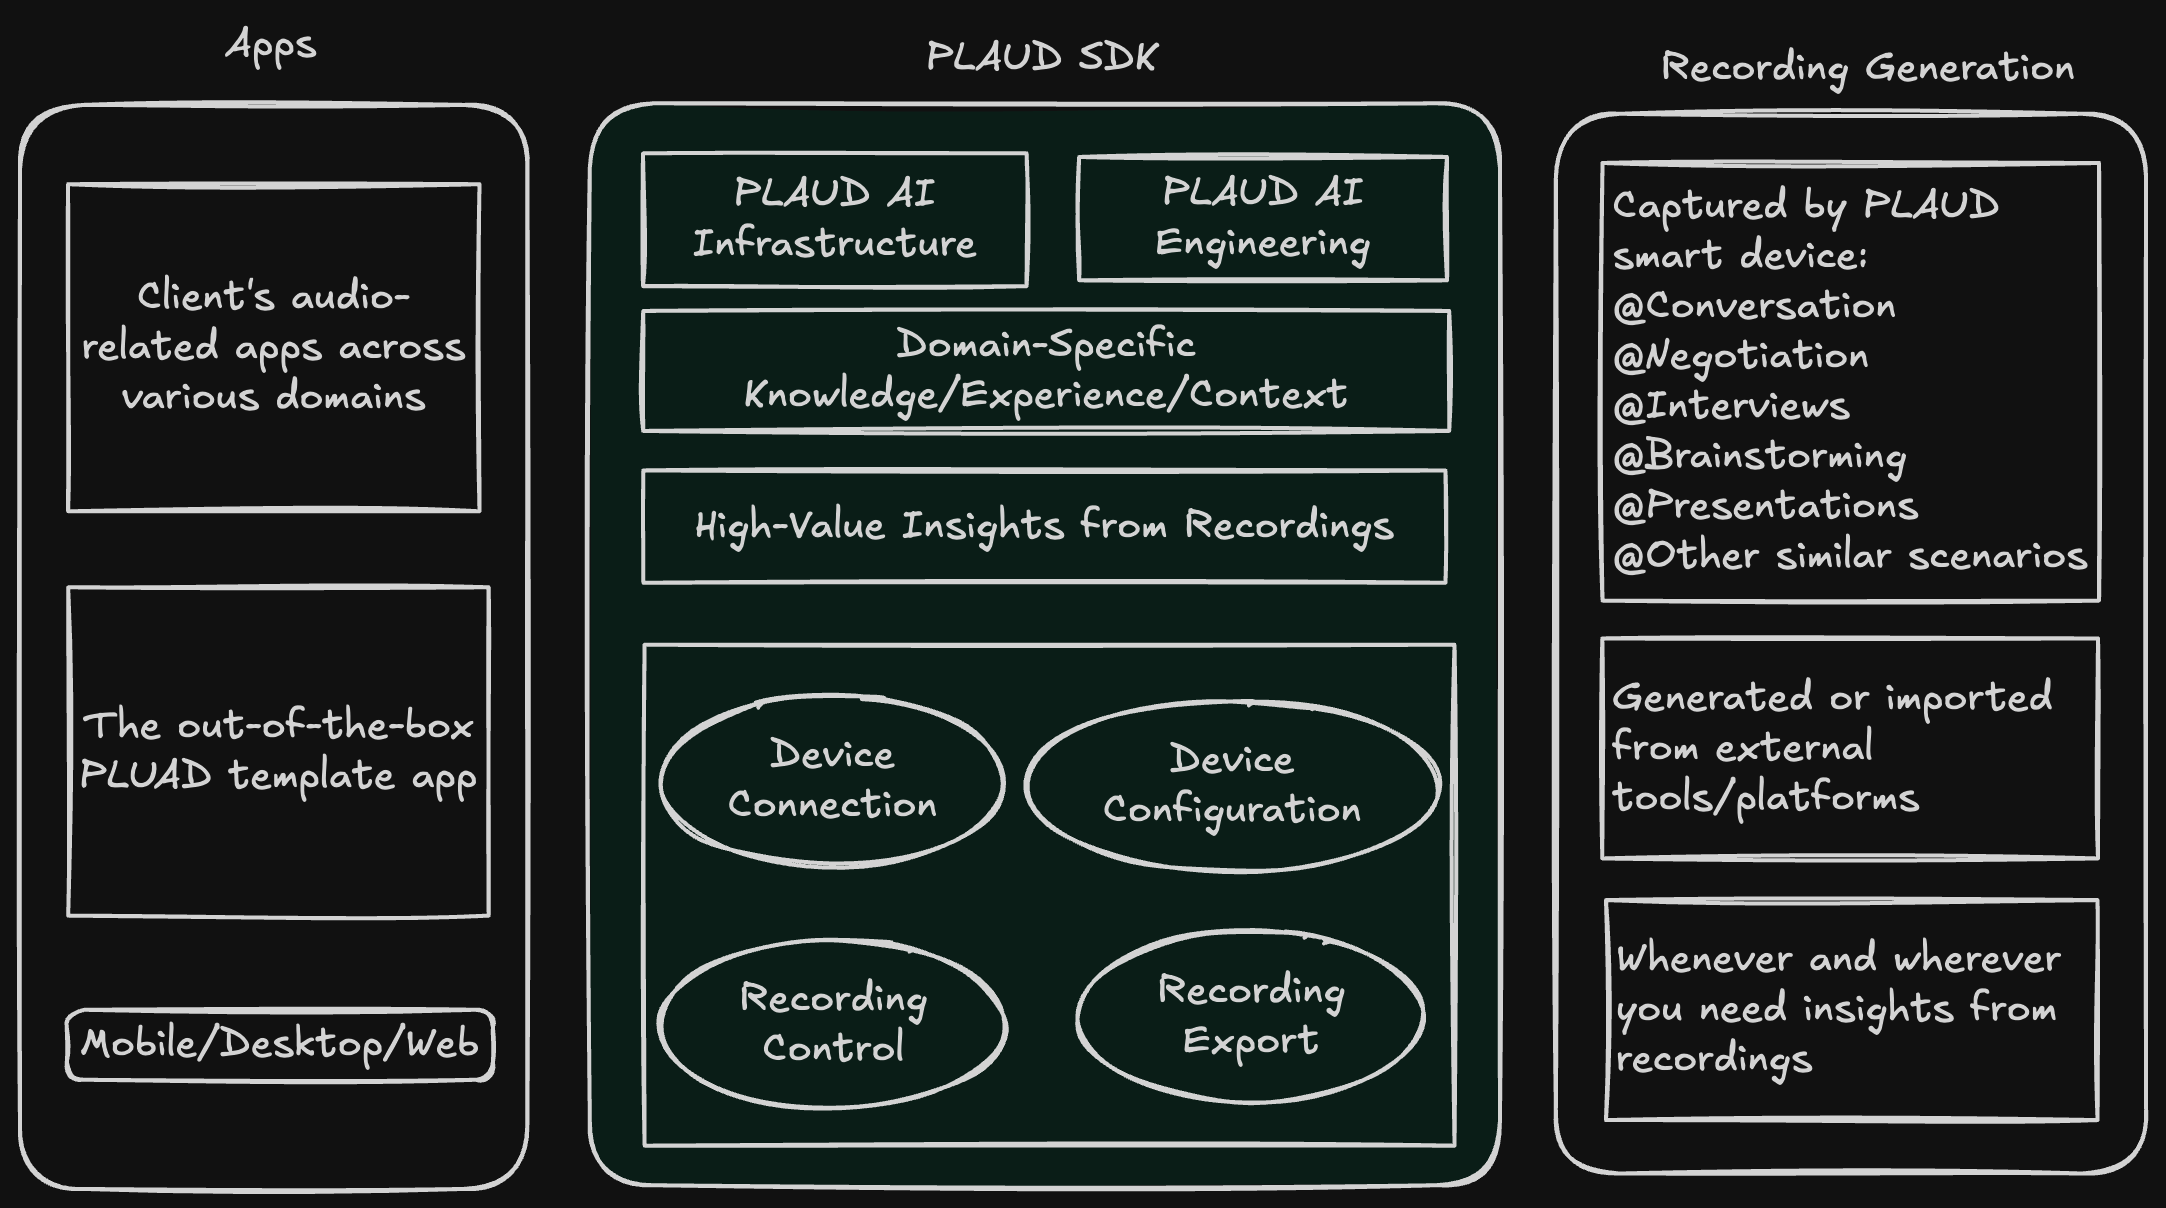 Apps
Client's audio-
related apps across
various domains
The out-of-the-box
PLUAD template app
Mobile/Desktop/Web
PLAUD SDK
PLAUD AI
Infrastructure
PLAUD AI
Engineering
Domain-Specific
Knowledge/Experience/Context
High-Value Insights from Recordings
Device
Connection
Device
Configuration
Recording
Control
Recording
Export
Recording Generation
Captured by PLAUD
smart device:
@Conversation
@Negotiation
@Interviews
@Brainstorming
@Presentations
@Other similar scenarios
Generated or imported
from external
tools/platforms
Whenever and wherever
you need insights from
recordings